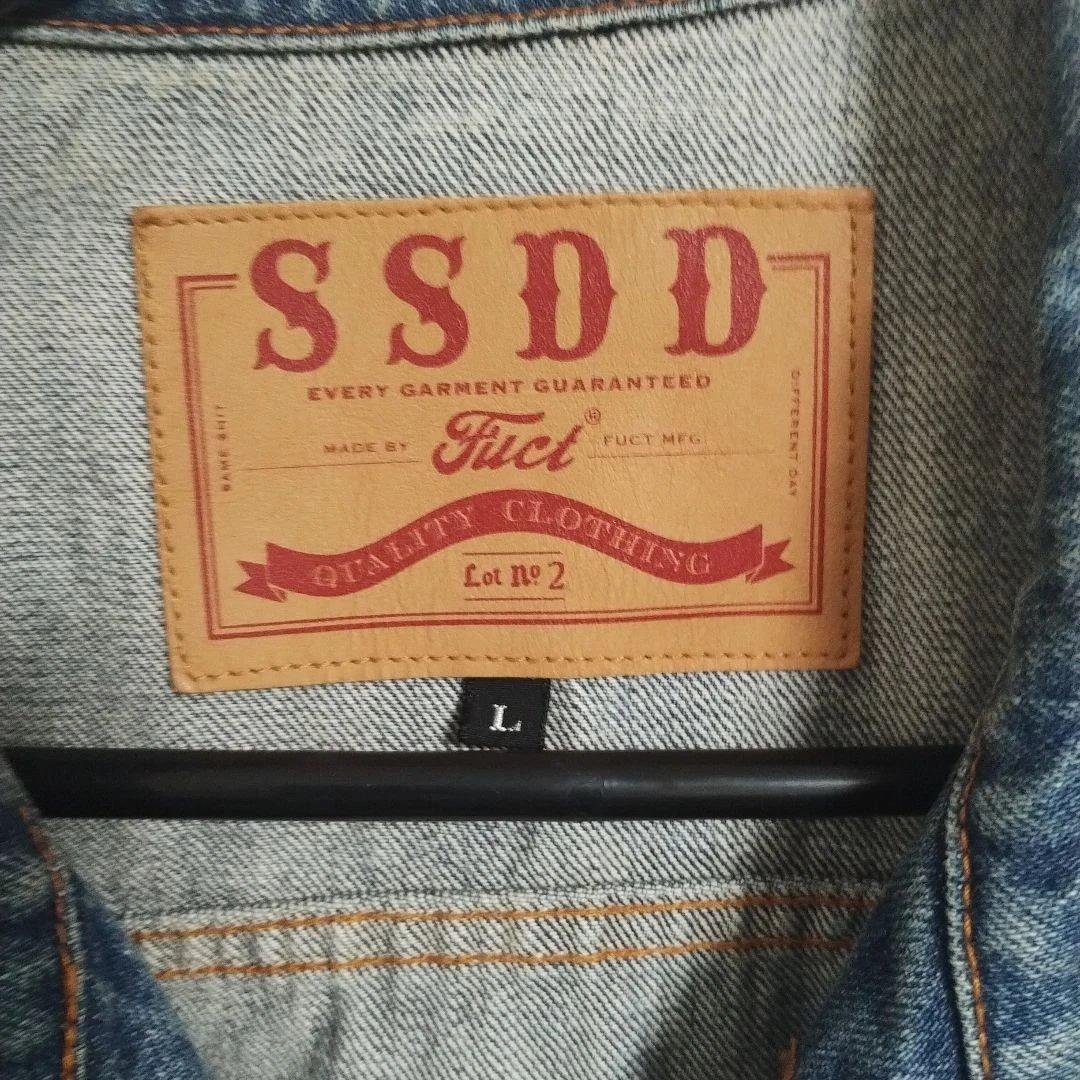 SSDD
EVERY GARMENT GUARANTEED
MADE BY Fuct® FUCT MFG
SAME SHIT
DIFFERENT DAY
QUALITY CLOTHING
Lot Nº 2
L